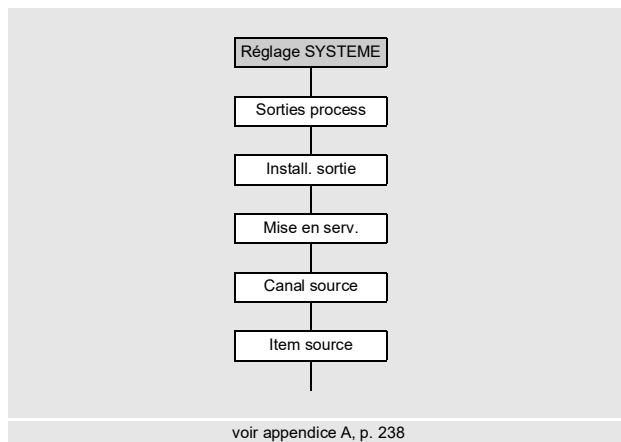 Réglage SYSTEME
Sorties process
Install. sortie
Mise en serv.
Canal source
Item source
voir appendice A, p. 238